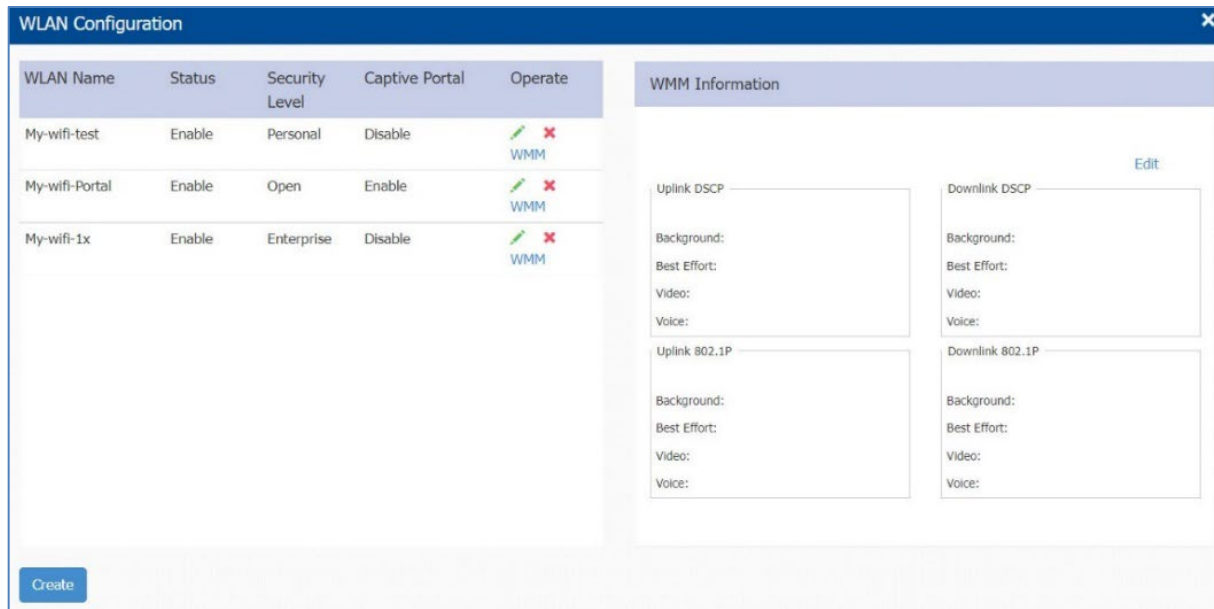 WLAN Configuration
WLAN Name Status Security Level Captive Portal Operate
My-wifi-test Enable Personal Disable
WMM
My-wifi-Portal Enable Open Enable
WMM
My-wifi-1x Enable Enterprise Disable
WMM
Create
WMM Information
Edit
Uplink DSCP
Background:
Best Effort:
Video:
Voice:
Downlink DSCP
Background:
Best Effort:
Video:
Voice:
Uplink 802.1P
Background:
Best Effort:
Video:
Voice:
Downlink 802.1P
Background:
Best Effort:
Video:
Voice: